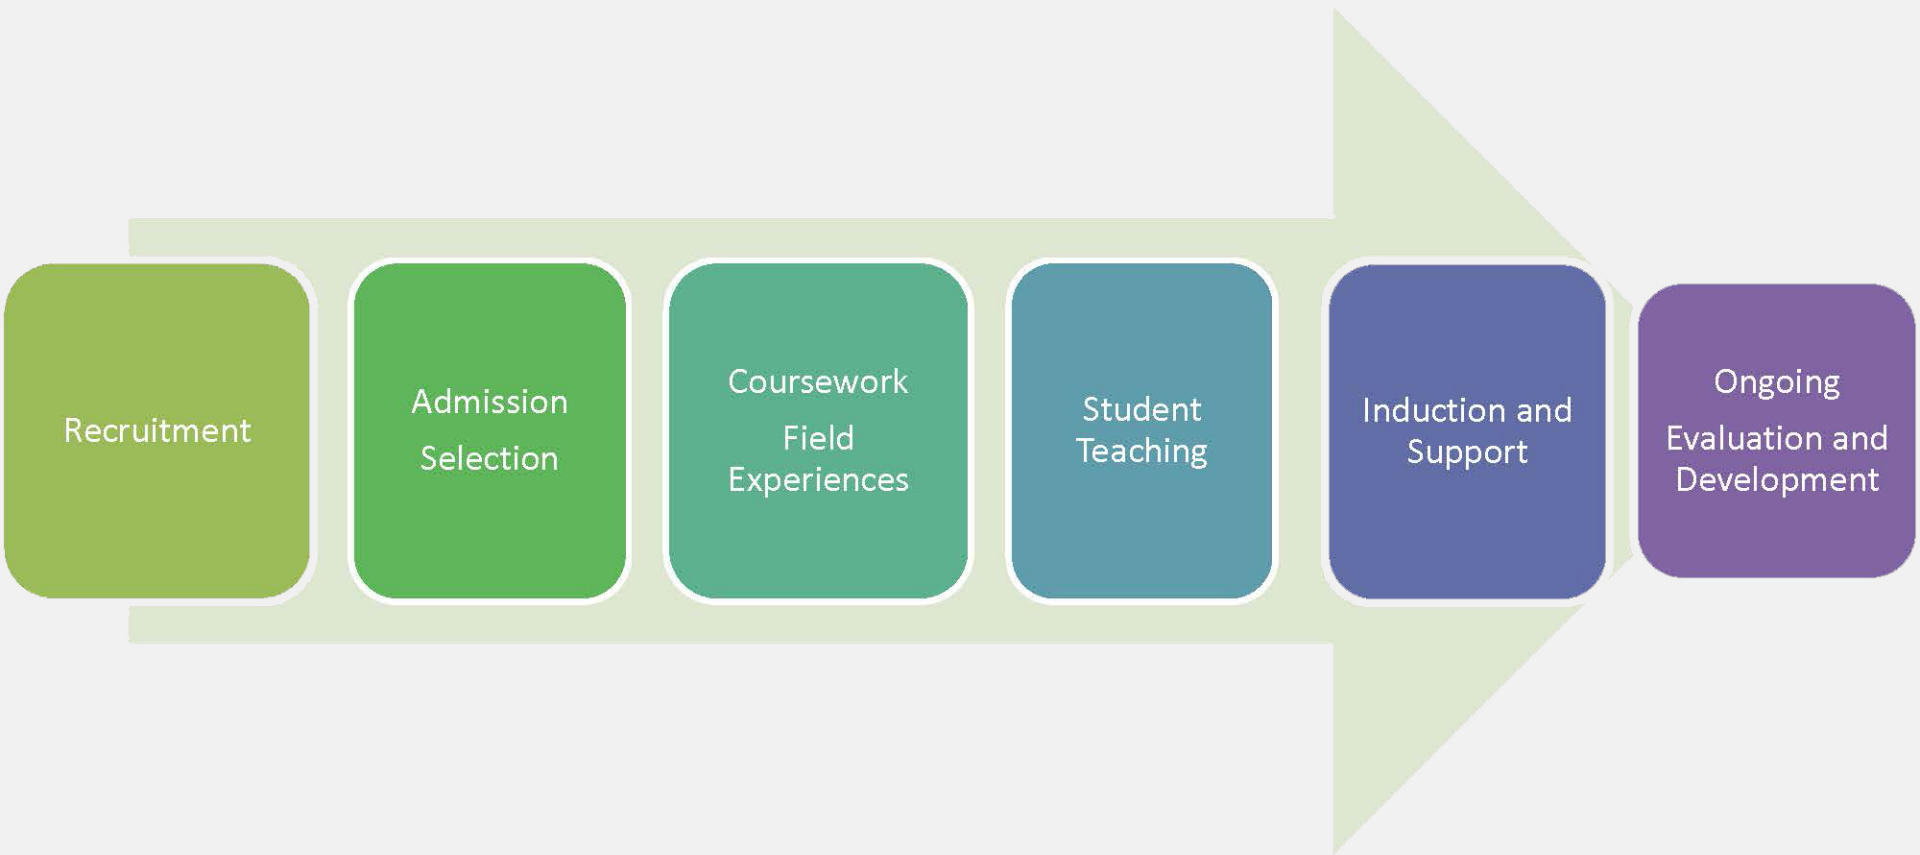 Recruitment
Admission
Selection
Coursework
Field
Experiences
Student
Teaching
Induction and
Support
Ongoing
Evaluation and
Development